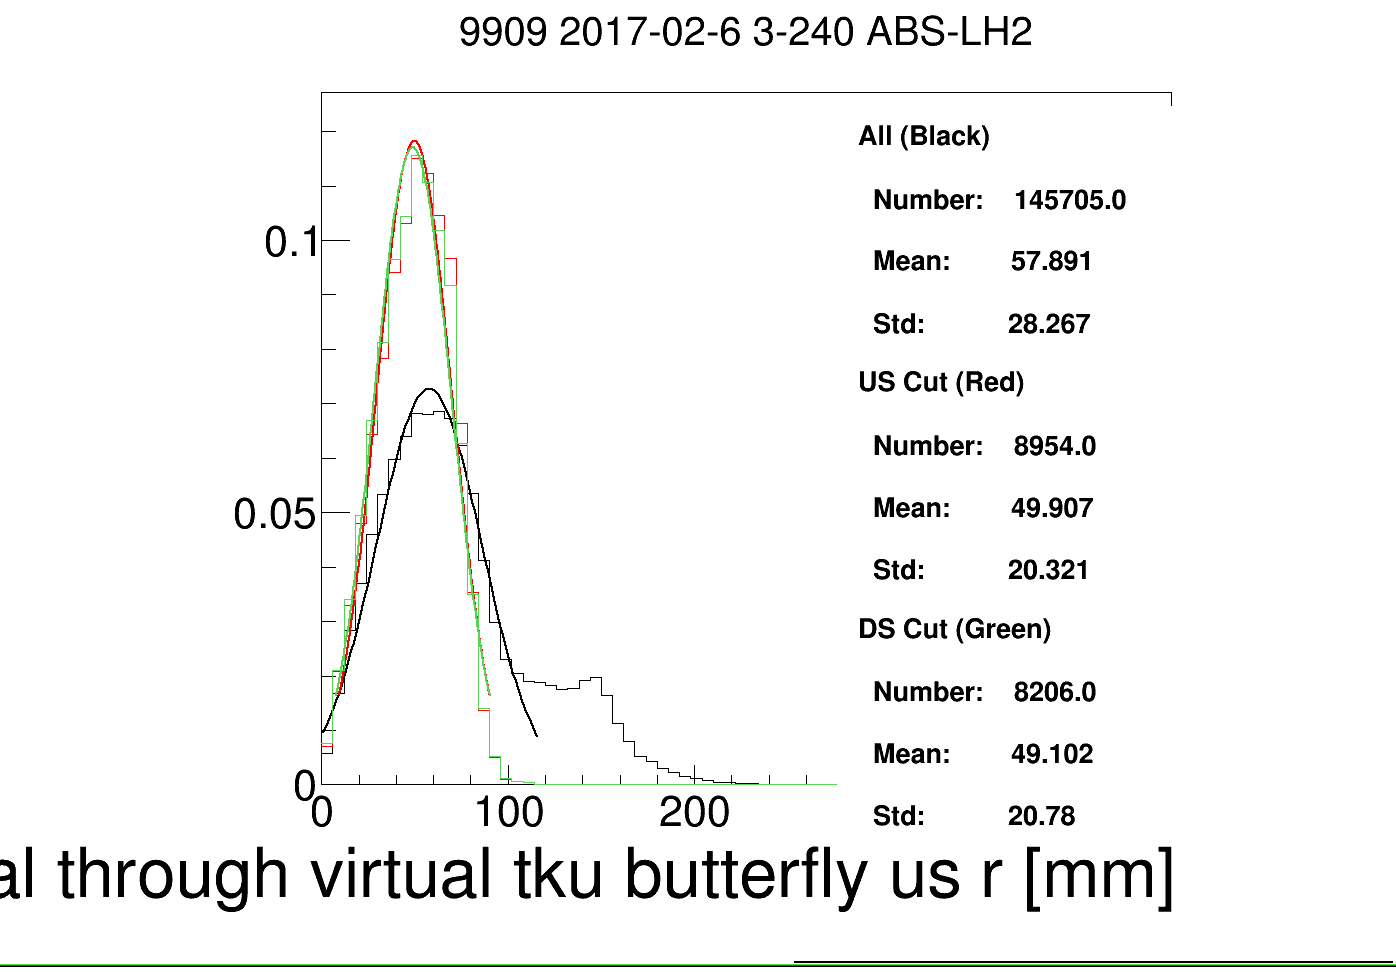 9909 2017-02-6 3-240 ABS-LH2
All (Black)
Number: 145705.0
Mean: 57.891
Std: 28.267
US Cut (Red)
Number: 8954.0
Mean: 49.907
Std: 20.321
DS Cut (Green)
Number: 8206.0
Mean: 49.102
Std: 20.78
0.1
0.05
0
0 100 200
al through virtual tku butterfly us r [mm]